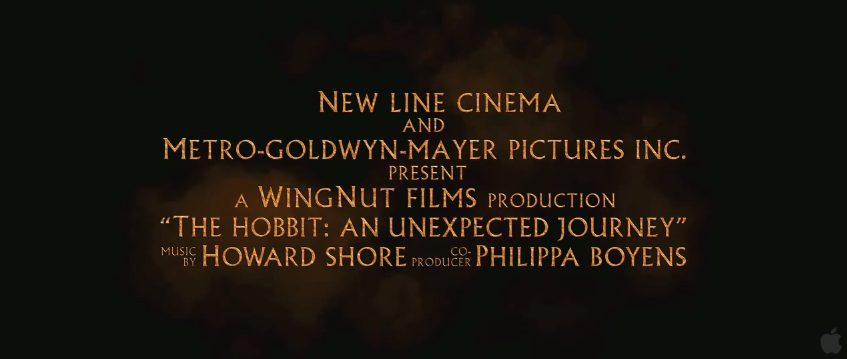 NEW LINE CINEMA
AND
METRO-GOLDWYN-MAYER PICTURES INC.
PRESENT
A WINGNUT FILMS PRODUCTION
“THE HOBBIT: AN UNEXPECTED JOURNEY”
MUSIC BY HOWARD SHORE CO-PRODUCER PHILIPPA BOYENS